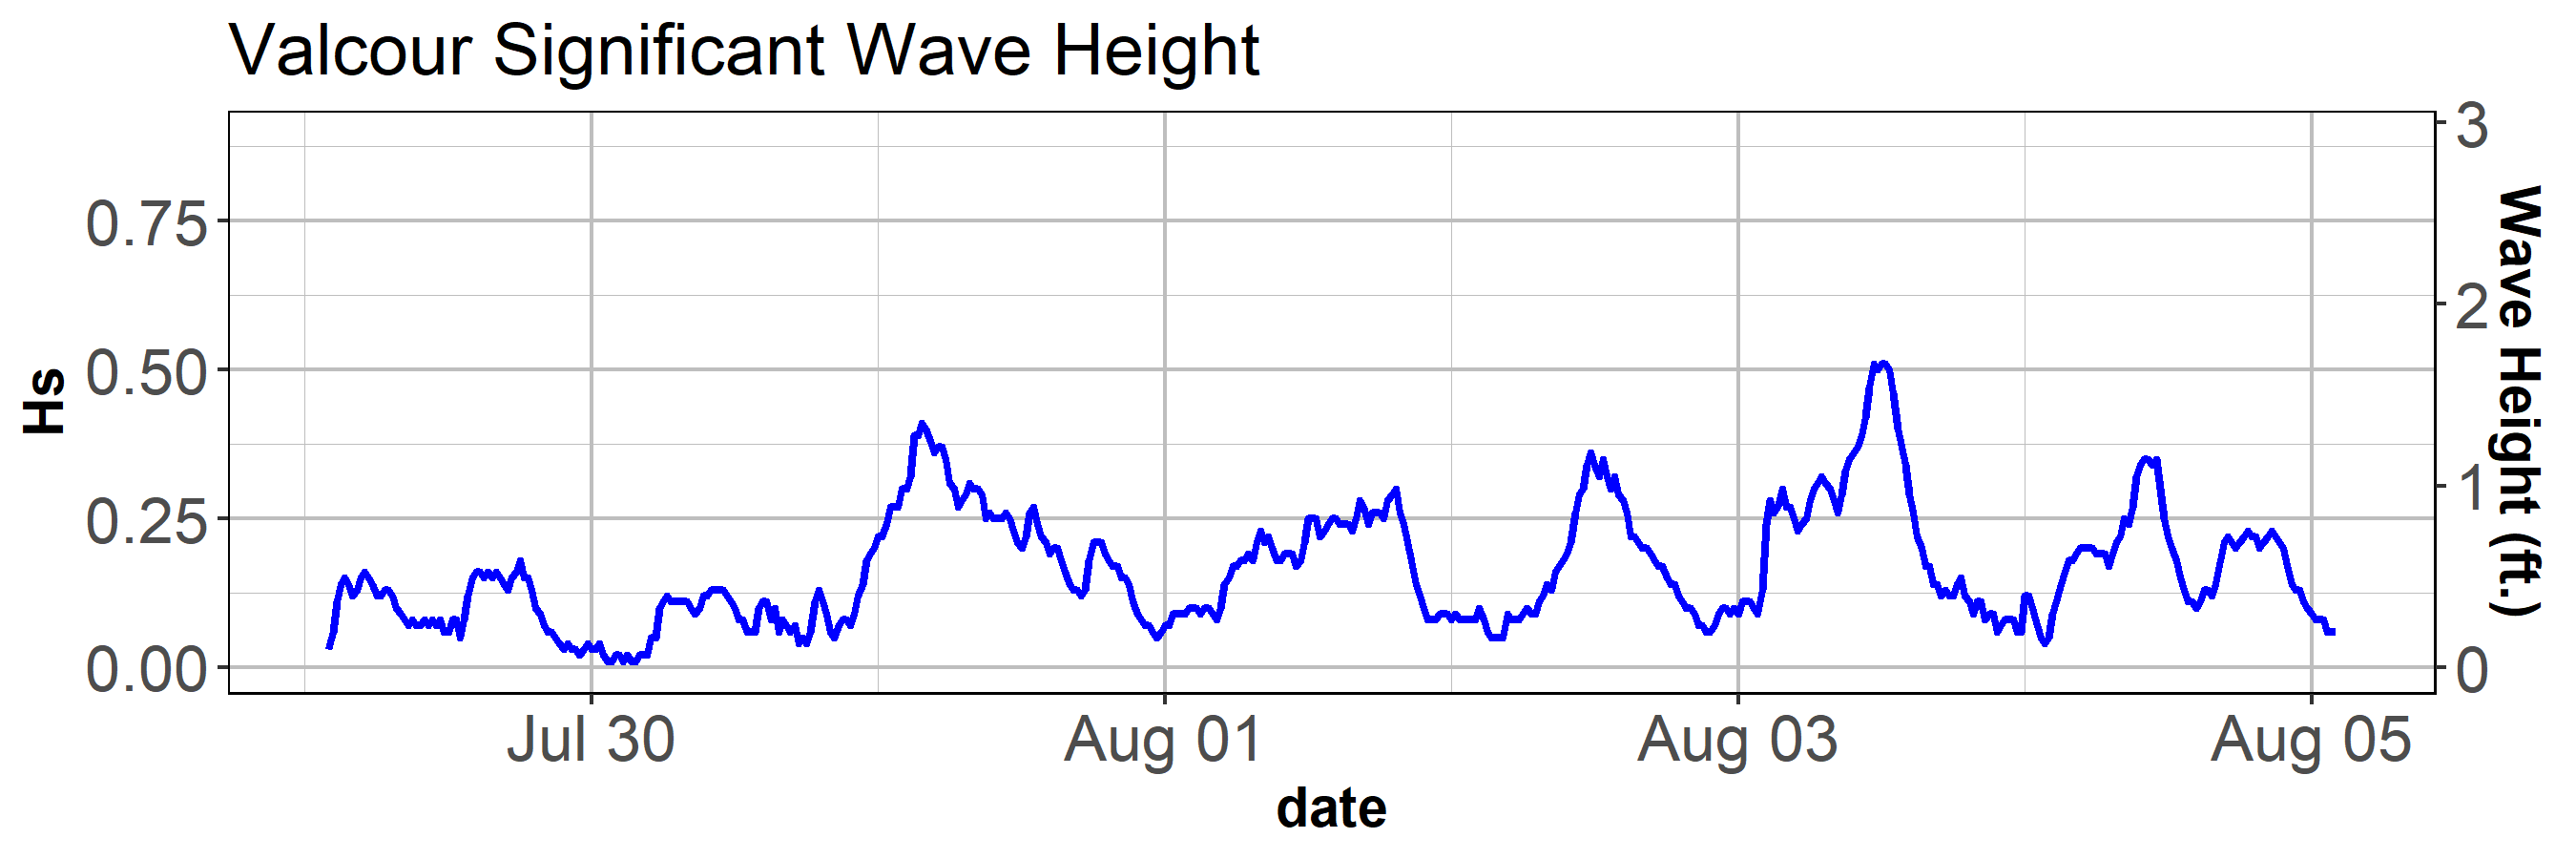 Valcour Significant Wave Height
Hs
0.75
0.50
0.25
0.00
3
2
1
0
Wave Height (ft.)
Jul 30
Aug 01
Aug 03
Aug 05
date